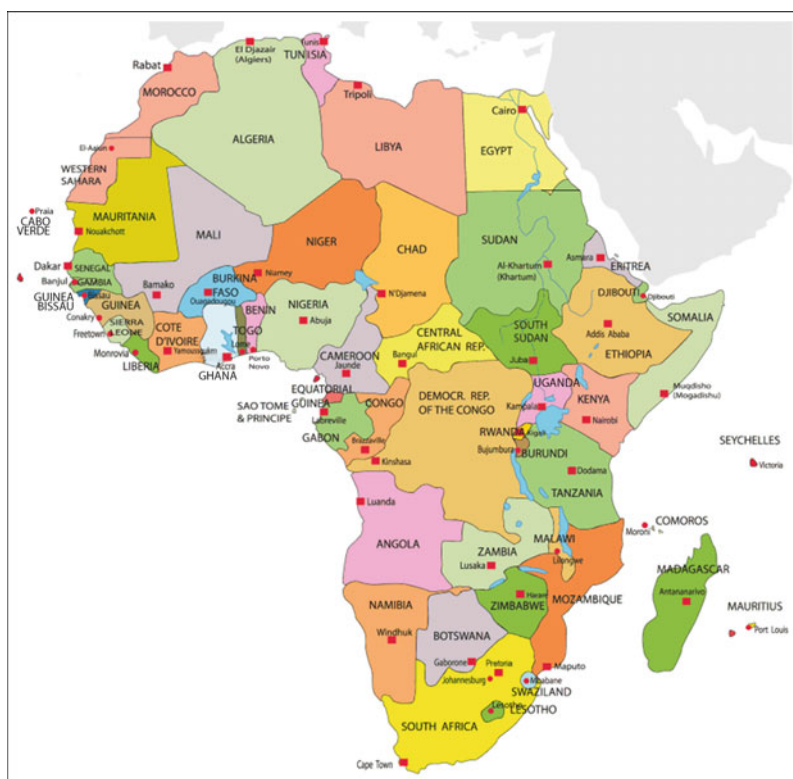 El Djazair
(Algiers)
Tunis
TUNISIA
Rabat
MOROCCO
Tripoli
Cairo
ALGERIA
LIBYA
EGYPT
El-Aaiun
WESTERN
SAHARA
Praia
CABO
VERDE
MAURITANIA
Nouakchott
MALI
NIGER
CHAD
SUDAN
Al-Khartum
(Khartum)
Asmara
ERITREA
Dakar
SENEGAL
Banjul
GAMBIA
GUINEA
BISSAU
Bissau
GUINEA
Bamako
BURKINA
FASO
Ouagadougou
Niamey
N'Djamena
DJIBOUTI
Djibouti
SOMALIA
Conakry
Freetown
SIERRA
LEONE
Monrovia
LIBERIA
COTE
D'IVOIRE
Accra
GHANA
TOGO
Lome
BENIN
Porto
Novo
NIGERIA
Abuja
CAMEROON
Jaunde
CENTRAL
AFRICAN REP.
Bangui
SOUTH
SUDAN
Juba
Addis Ababa
ETHIOPIA
Muqdisho
(Mogadishu)
EQUATORIAL
GUINEA
SAO TOME
& PRINCIPE
Labreville
GABON
CONGO
Brazzaville
Kinshasa
DEMOCR. REP.
OF THE CONGO
UGANDA
Kampala
KENYA
Nairobi
RWANDA
Kigali
Bujumbura
BURUNDI
Dodama
TANZANIA
SEYCHELLES
Victoria
Luanda
ANGOLA
ZAMBIA
Lusaka
MALAWI
Lilongwe
COMOROS
Moroni
MADAGASCAR
Antananarivo
MAURITIUS
Port Louis
NAMIBIA
Windhuk
BOTSWANA
Gaborone
ZIMBABWE
Harare
MOZAMBIQUE
Pretoria
Johannesburg
Maputo
Mbabane
SWAZILAND
Lesotho
LESOTHO
SOUTH AFRICA
Cape Town